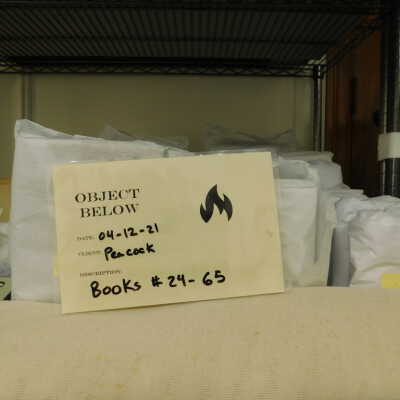 OBJECT
BELOW
DATE: 04-12-21
CLIENT: Peacock
DESCRIPTION:
Books # 24-65